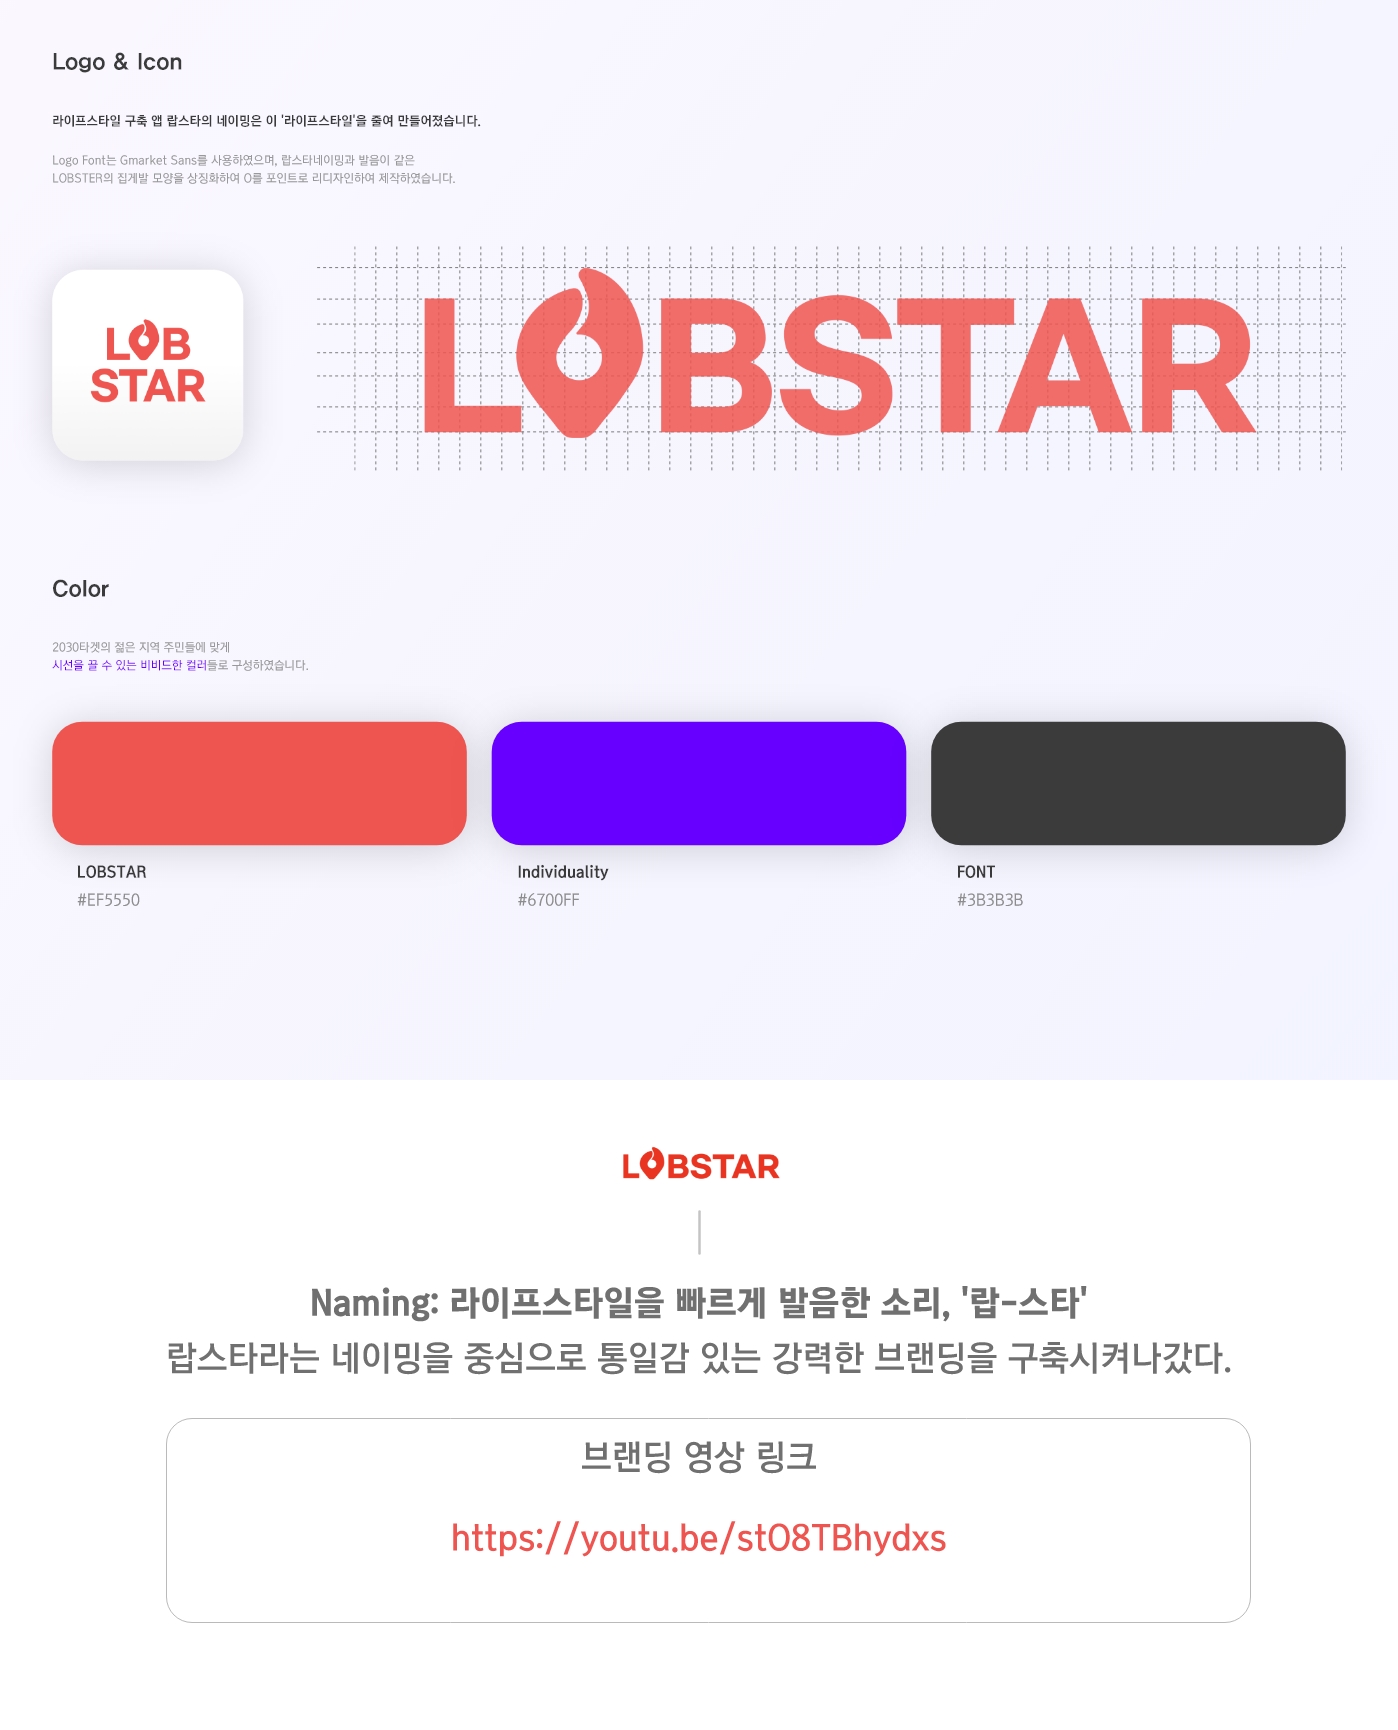 Logo & Icon
라이프스타일 구축 앱 랍스타의 네이밍은 이 '라이프스타일'을 줄여 만들어졌습니다.
Logo Font는 Gmarket Sans를 사용하였으며, 랍스타네이밍과 발음이 같은
LOBSTER의 집게발 모양을 상징화하여 O를 포인트로 리디자인하여 제작하였습니다.
LOB
STAR
LOBSTAR
Color
2030타겟의 젊은 지역 주민들에 맞게
시선을 끌 수 있는 비비드한 컬러들로 구성하였습니다.
LOBSTAR
#EF5550
Individuality
#6700FF
FONT
#3B3B3B
LOBSTAR
Naming: 라이프스타일을 빠르게 발음한 소리, '랍-스타'
랍스타라는 네이밍을 중심으로 통일감 있는 강력한 브랜딩을 구축시켜나갔다.
브랜딩 영상 링크
https://youtu.be/stO8TBhydxs